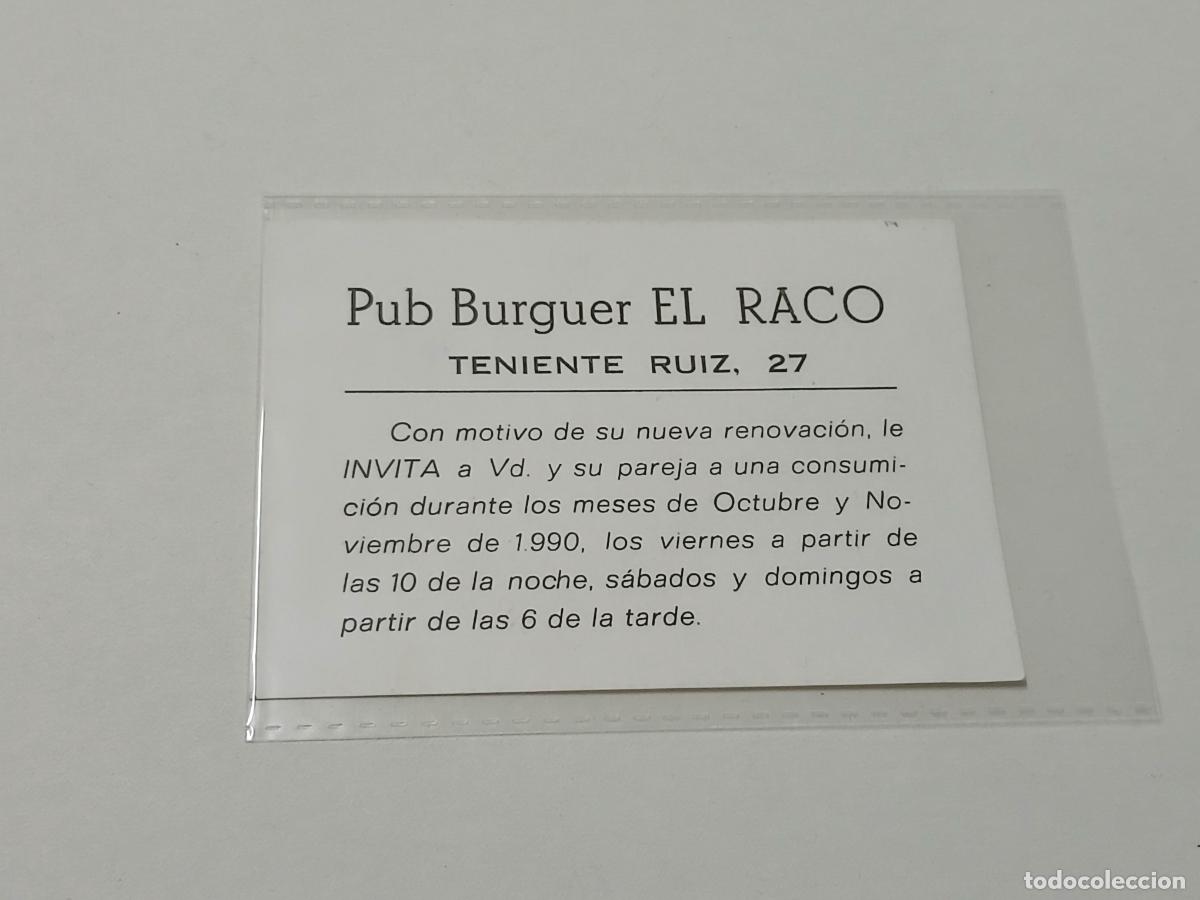 Pub Burguer EL RACO
TENIENTE RUIZ, 27
Con motivo de su nueva renovación, le
INVITA a Vd. y su pareja a una consumi-
ción durante los meses de Octubre y No-
viembre de 1.990, los viernes a partir de
las 10 de la noche, sábados y domingos a
partir de las 6 de la tarde.
todocoleccion